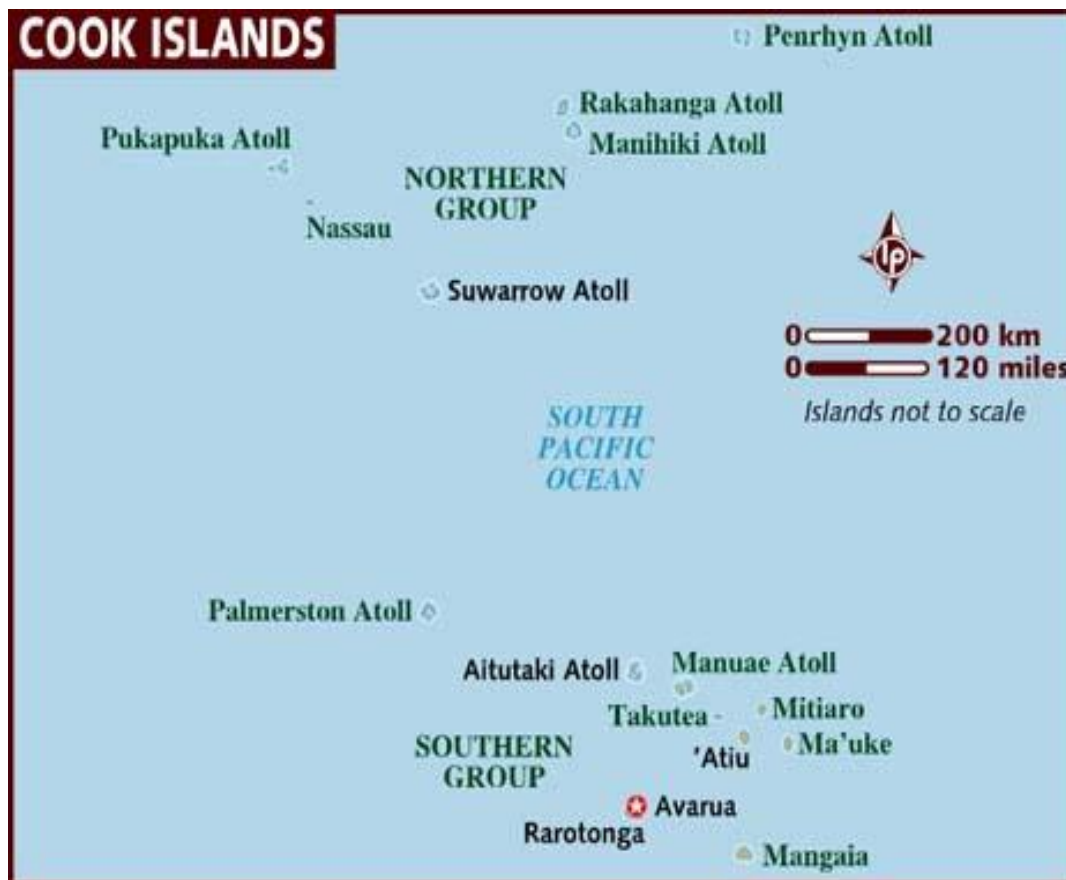 COOK ISLANDS
Penrhyn Atoll
Rakahanga Atoll
Pukapuka Atoll
Manihiki Atoll
NORTHERN
GROUP
Nassau
lp
Suwarrow Atoll
0 200 km
0 120 miles
Islands not to scale
SOUTH
PACIFIC
OCEAN
Palmerston Atoll
Aitutaki Atoll
Manuae Atoll
Takutea
Mitiaro
'Atiu
Ma'uke
SOUTHERN
GROUP
Avarua
Rarotonga
Mangaia